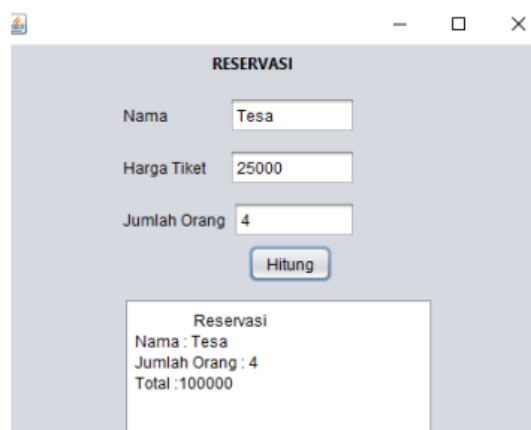 RESERVASI
Nama Tesa
Harga Tiket 25000
Jumlah Orang 4
Hitung
Reservasi
Nama : Tesa
Jumlah Orang : 4
Total :100000